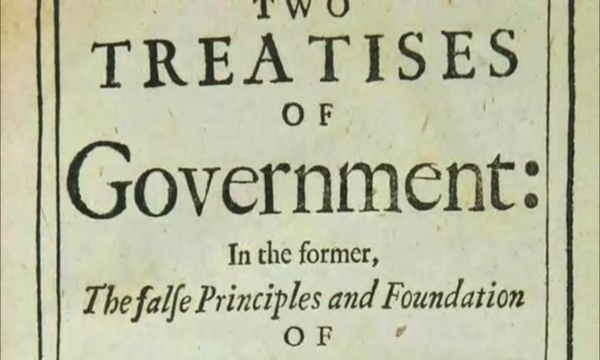 TWO
TREATISES
OF
Government:
In the former,
The falſe Principles and Foundation
OF